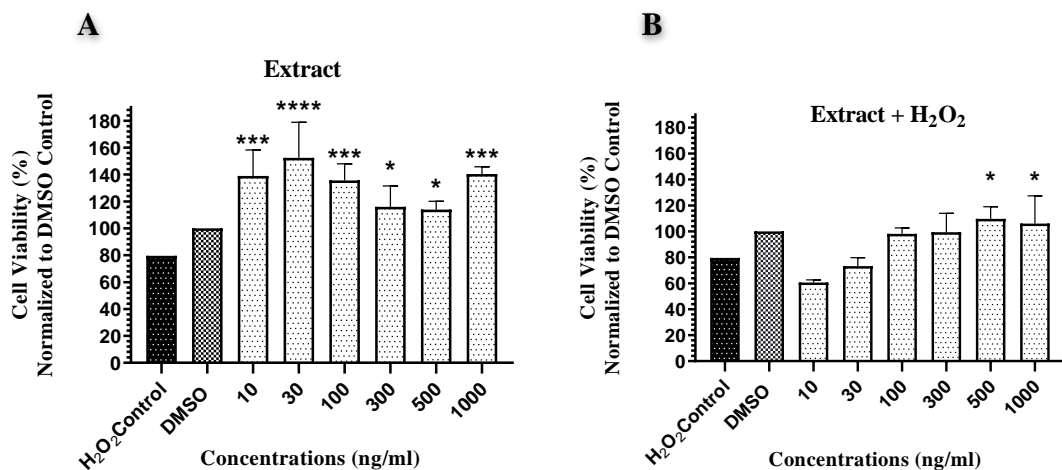 A
Extract
Cell Viability (%)
Normalized to DMSO Control
180
160
140
120
100
80
60
40
20
0
***
****
***
*
*
***
H₂O₂Control
DMSO
10
30
100
300
500
1000
Concentrations (ng/ml)
B
Extract + H₂O₂
Cell Viability (%)
Normalized to DMSO Control
180
160
140
120
100
80
60
40
20
0
*
*
H₂O₂Control
DMSO
10
30
100
300
500
1000
Concentrations (ng/ml)